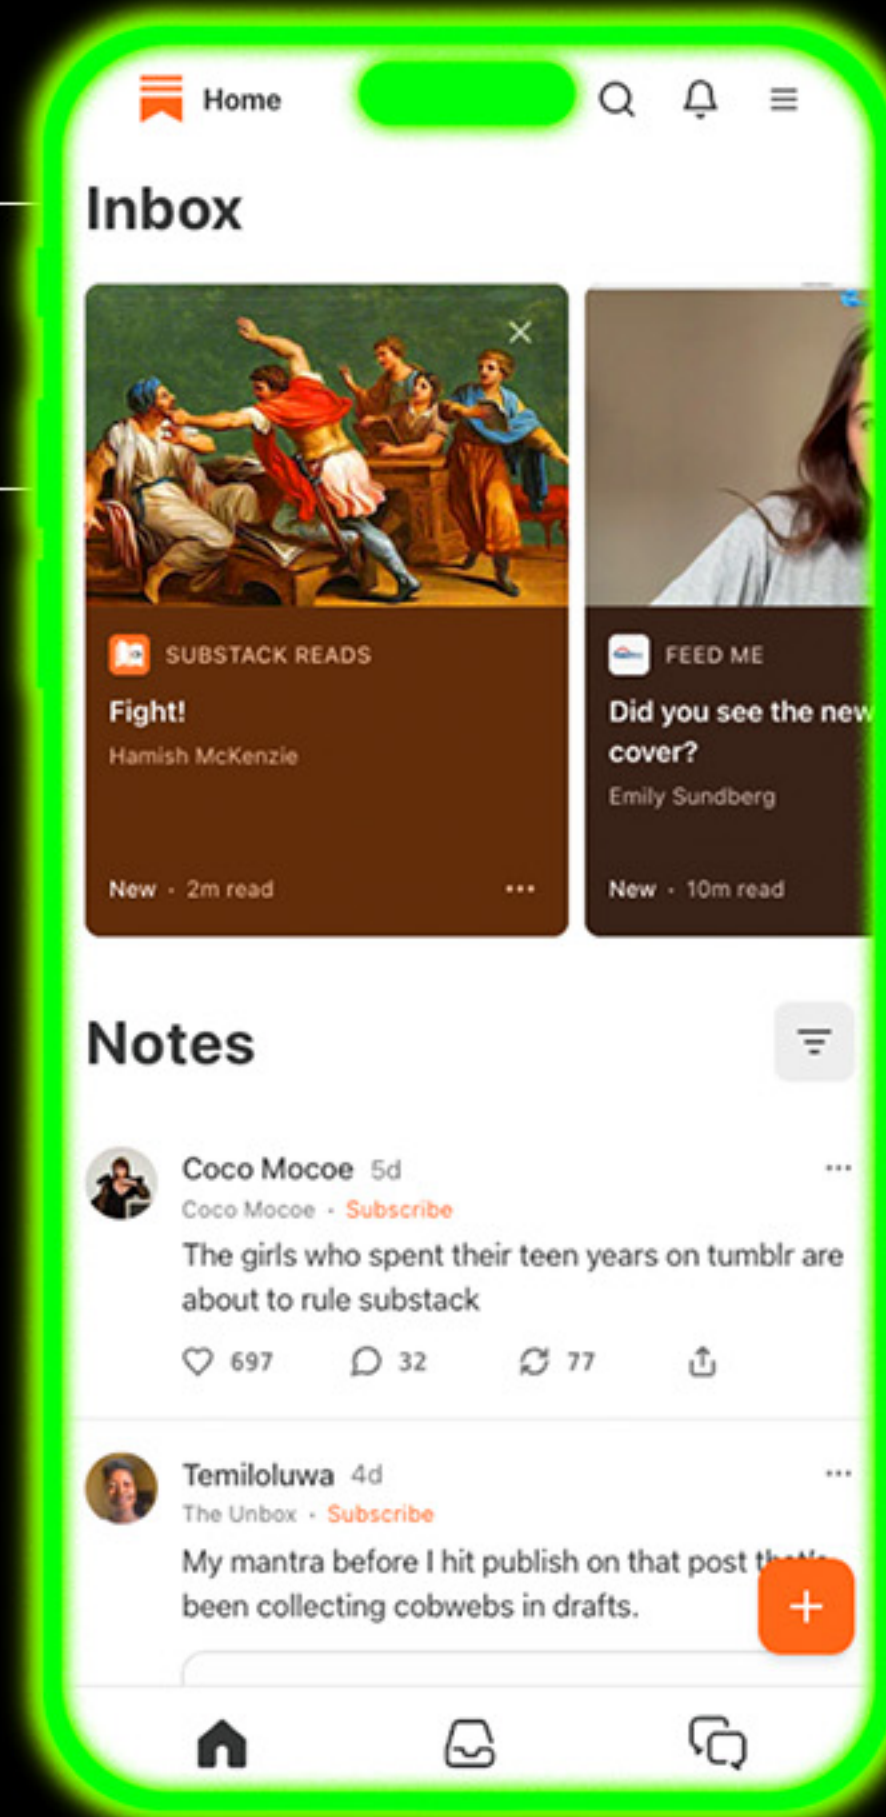 Home
Inbox
SUBSTACK READS
Fight!
Hamish McKenzie
New · 2m read
FEED ME
Did you see the new
cover?
Emily Sundberg
New · 10m read
Notes
Coco Mocoe 5d
Coco Mocoe · Subscribe
The girls who spent their teen years on tumblr are
about to rule substack
697 32 77
Temiloluwa 4d
The Unbox · Subscribe
My mantra before I hit publish on that post that's
been collecting cobwebs in drafts.